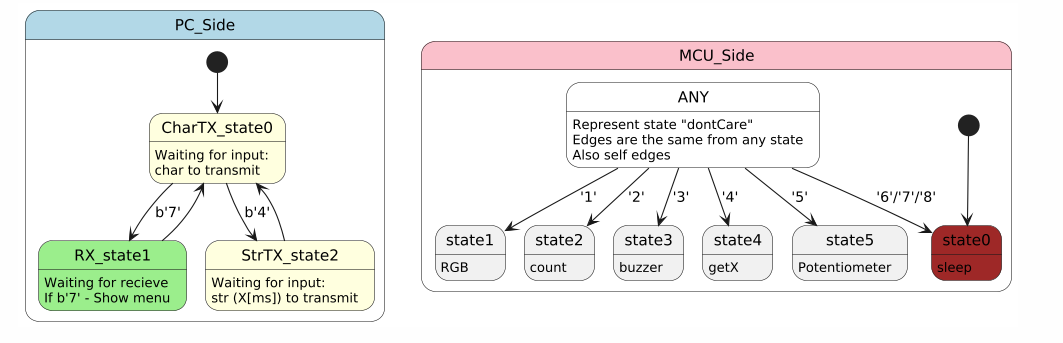 PC_Side
CharTX_state0
Waiting for input:
char to transmit
b'7'
b'4'
RX_state1
Waiting for recieve
If b'7' - Show menu
StrTX_state2
Waiting for input:
str (X[ms]) to transmit
MCU_Side
ANY
Represent state "dontCare"
Edges are the same from any state
Also self edges
'1'
'2'
'3'
'4'
'5'
'6'/'7'/'8'
state1
RGB
state2
count
state3
buzzer
state4
getX
state5
Potentiometer
state0
sleep